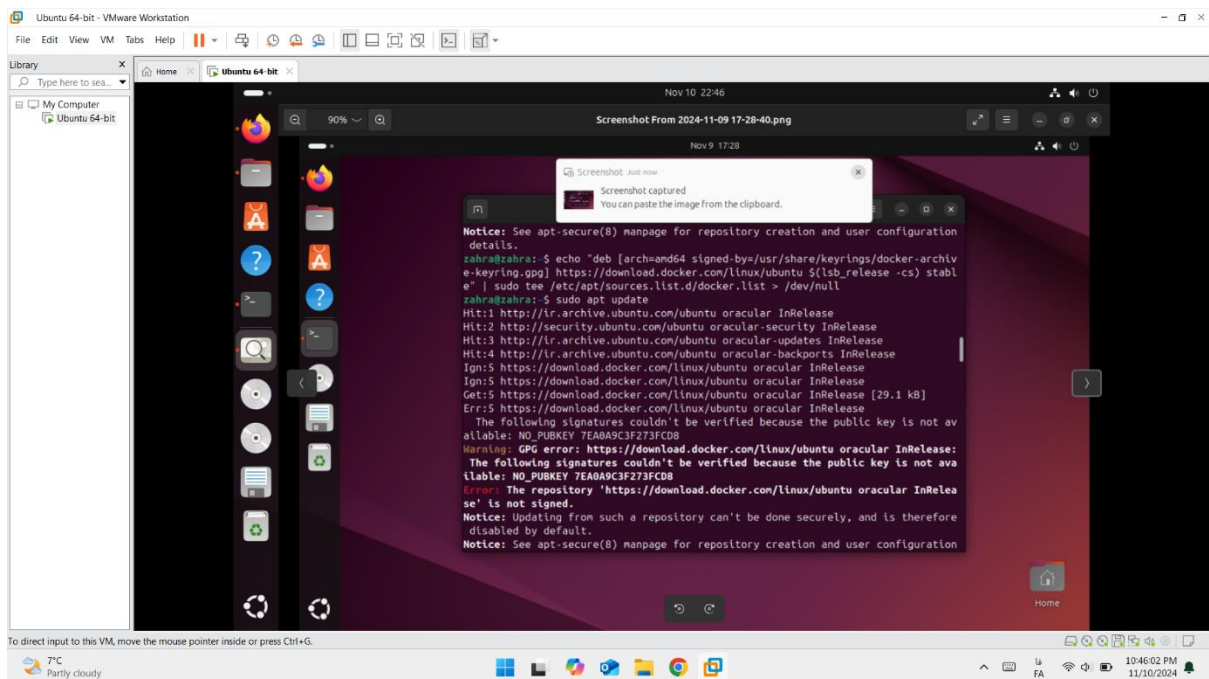 Ubuntu 64-bit - VMware Workstation
File Edit View VM Tabs Help
Library X
Type here to sea...
My Computer
Ubuntu 64-bit
Home
Ubuntu 64-bit
Nov 10 22:46
90%
Screenshot From 2024-11-09 17-28-40.png
Nov 9 17:28
Screenshot Just now
Screenshot captured
You can paste the image from the clipboard.
Notice: See apt-secure(8) manpage for repository creation and user configuration
details.
zahra@zahra:~$ echo "deb [arch=amd64 signed-by=/usr/share/keyrings/docker-archiv
e-keyring.gpg] https://download.docker.com/linux/ubuntu $(lsb_release -cs) stabl
e" | sudo tee /etc/apt/sources.list.d/docker.list > /dev/null
zahra@zahra:~$ sudo apt update
Hit:1 http://ir.archive.ubuntu.com/ubuntu oracular InRelease
Hit:2 http://security.ubuntu.com/ubuntu oracular-security InRelease
Hit:3 http://ir.archive.ubuntu.com/ubuntu oracular-updates InRelease
Hit:4 http://ir.archive.ubuntu.com/ubuntu oracular-backports InRelease
Ign:5 https://download.docker.com/linux/ubuntu oracular InRelease
Ign:5 https://download.docker.com/linux/ubuntu oracular InRelease
Get:5 https://download.docker.com/linux/ubuntu oracular InRelease [29.1 kB]
Err:5 https://download.docker.com/linux/ubuntu oracular InRelease
The following signatures couldn't be verified because the public key is not av
ailable: NO_PUBKEY 7EA0A9C3F273FCD8
Warning: GPG error: https://download.docker.com/linux/ubuntu oracular InRelease:
The following signatures couldn't be verified because the public key is not ava
ilable: NO_PUBKEY 7EA0A9C3F273FCD8
Error: The repository 'https://download.docker.com/linux/ubuntu oracular InRelea
se' is not signed.
Notice: Updating from such a repository can't be done securely, and is therefore
disabled by default.
Notice: See apt-secure(8) manpage for repository creation and user configuration
Home
To direct input to this VM, move the mouse pointer inside or press Ctrl+G.
7°C
Partly cloudy
فا
FA
10:46:02 PM
11/10/2024